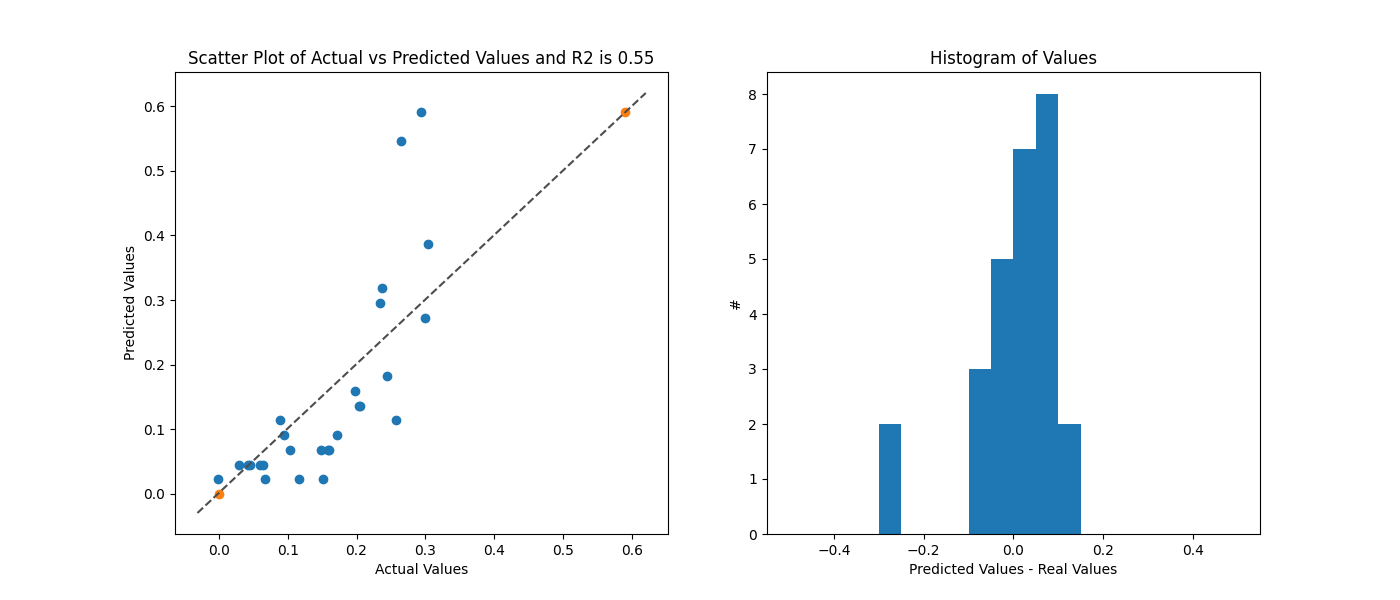 Scatter Plot of Actual vs Predicted Values and R2 is 0.55
Predicted Values
0.6
0.5
0.4
0.3
0.2
0.1
0.0
0.0 0.1 0.2 0.3 0.4 0.5 0.6
Actual Values
Histogram of Values
#
8
7
6
5
4
3
2
1
0
−0.4 −0.2 0.0 0.2 0.4
Predicted Values - Real Values